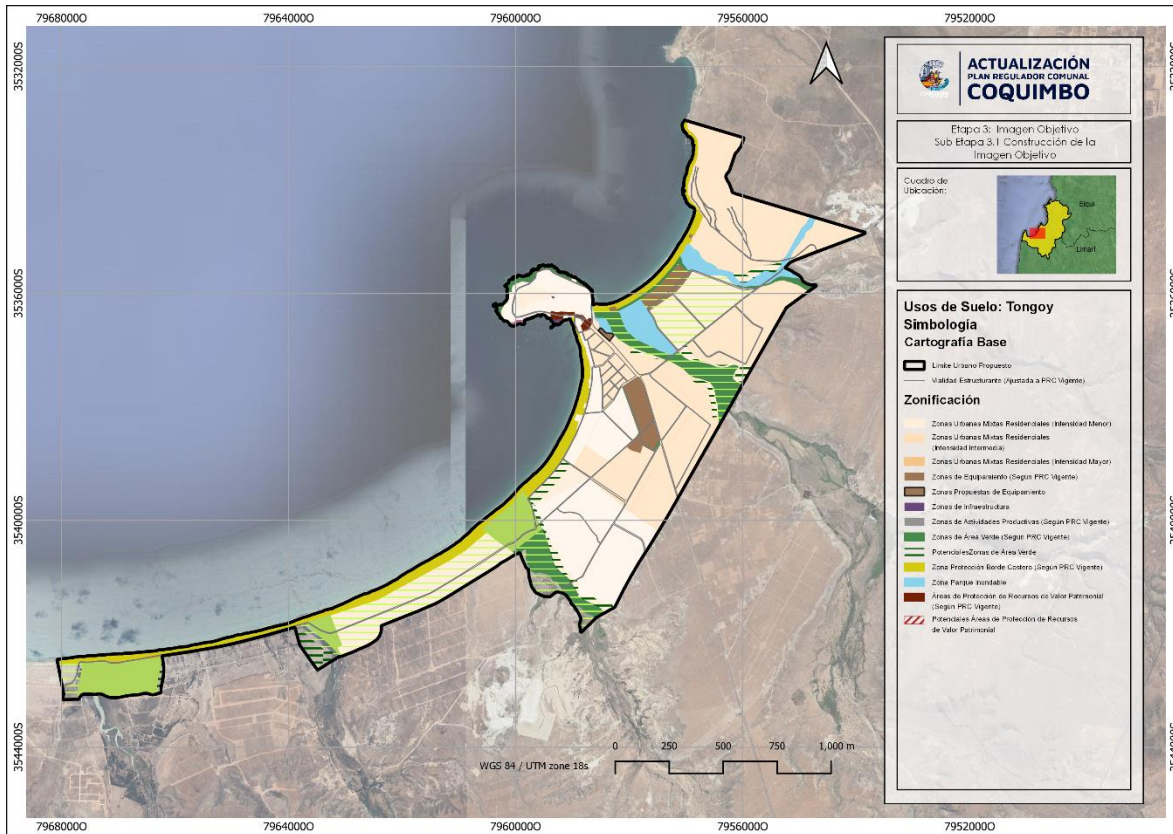 79680000 79640000 79600000 79560000 79520000
ACTUALIZACIÓN
PLAN REGULADOR COMUNAL
COQUIMBO
Etapa 3: Imagen Objetivo
Sub Etapa 3.1 Construcción de la
Imagen Objetivo
Cuadro de
Ubicación:
Elqui
Limarí
Usos de Suelo: Tongoy
Simbología
Cartografía Base
Límite Urbano Propuesto
Vialidad Estructurante (Ajustada a PRC Vigente)
Zonificación
Zonas Urbanas Mixtas Residenciales (Intensidad Menor)
Zonas Urbanas Mixtas Residenciales
(Intensidad Intermedia)
Zonas Urbanas Mixtas Residenciales (Intensidad Mayor)
Zonas de Equipamiento (Según PRC Vigente)
Zonas Propuestas de Equipamiento
Zonas de Infraestructura
Zonas de Actividades Productivas (Según PRC Vigente)
Zonas de Área Verde (Según PRC Vigente)
PotencialesZonas de Área Verde
Zona Protección Borde Costero (Según PRC Vigente)
Zona Parque Inundable
Áreas de Protección de Recursos de Valor Patrimonial
(Según PRC Vigente)
Potenciales Áreas de Protección de Recursos
de Valor Patrimonial
3532000S
3536000S
3540000S
3544000S
0 250 500 750 1,000 m
WGS 84 / UTM zone 18s
79680000 79640000 79600000 79560000 79520000